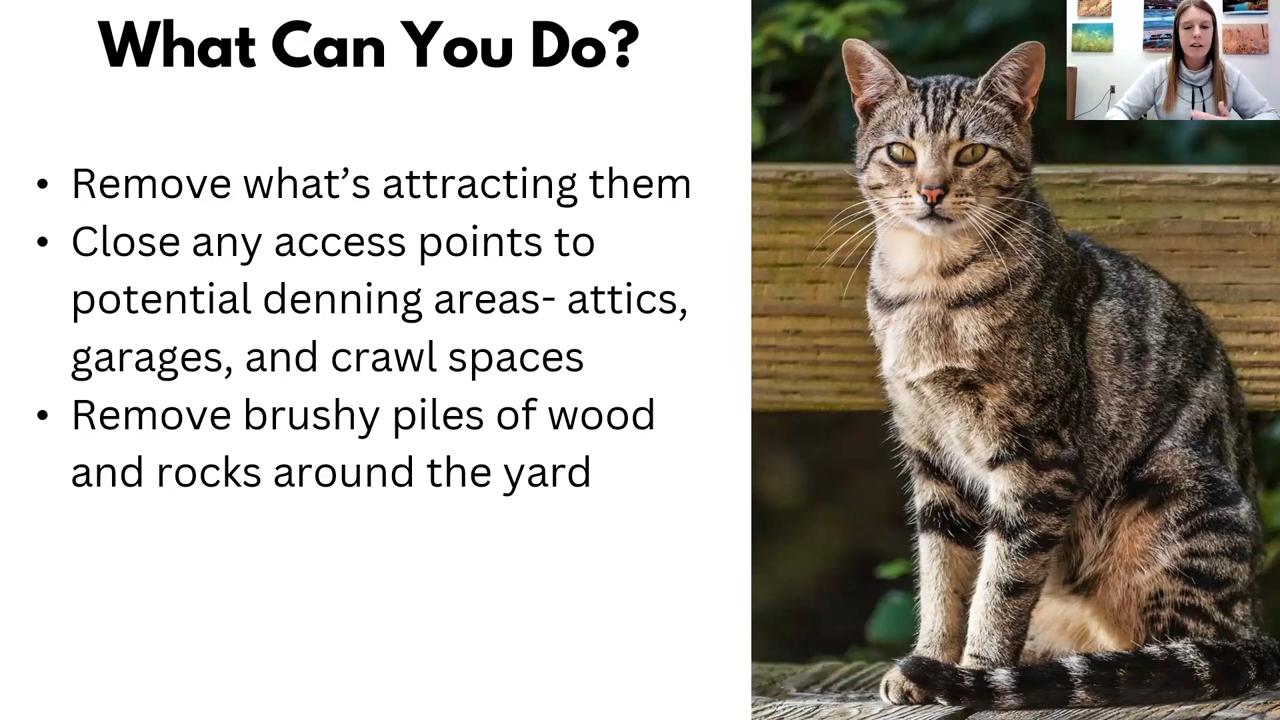 What Can You Do?
• Remove what's attracting them
• Close any access points to
potential denning areas- attics,
garages, and crawl spaces
• Remove brushy piles of wood
and rocks around the yard